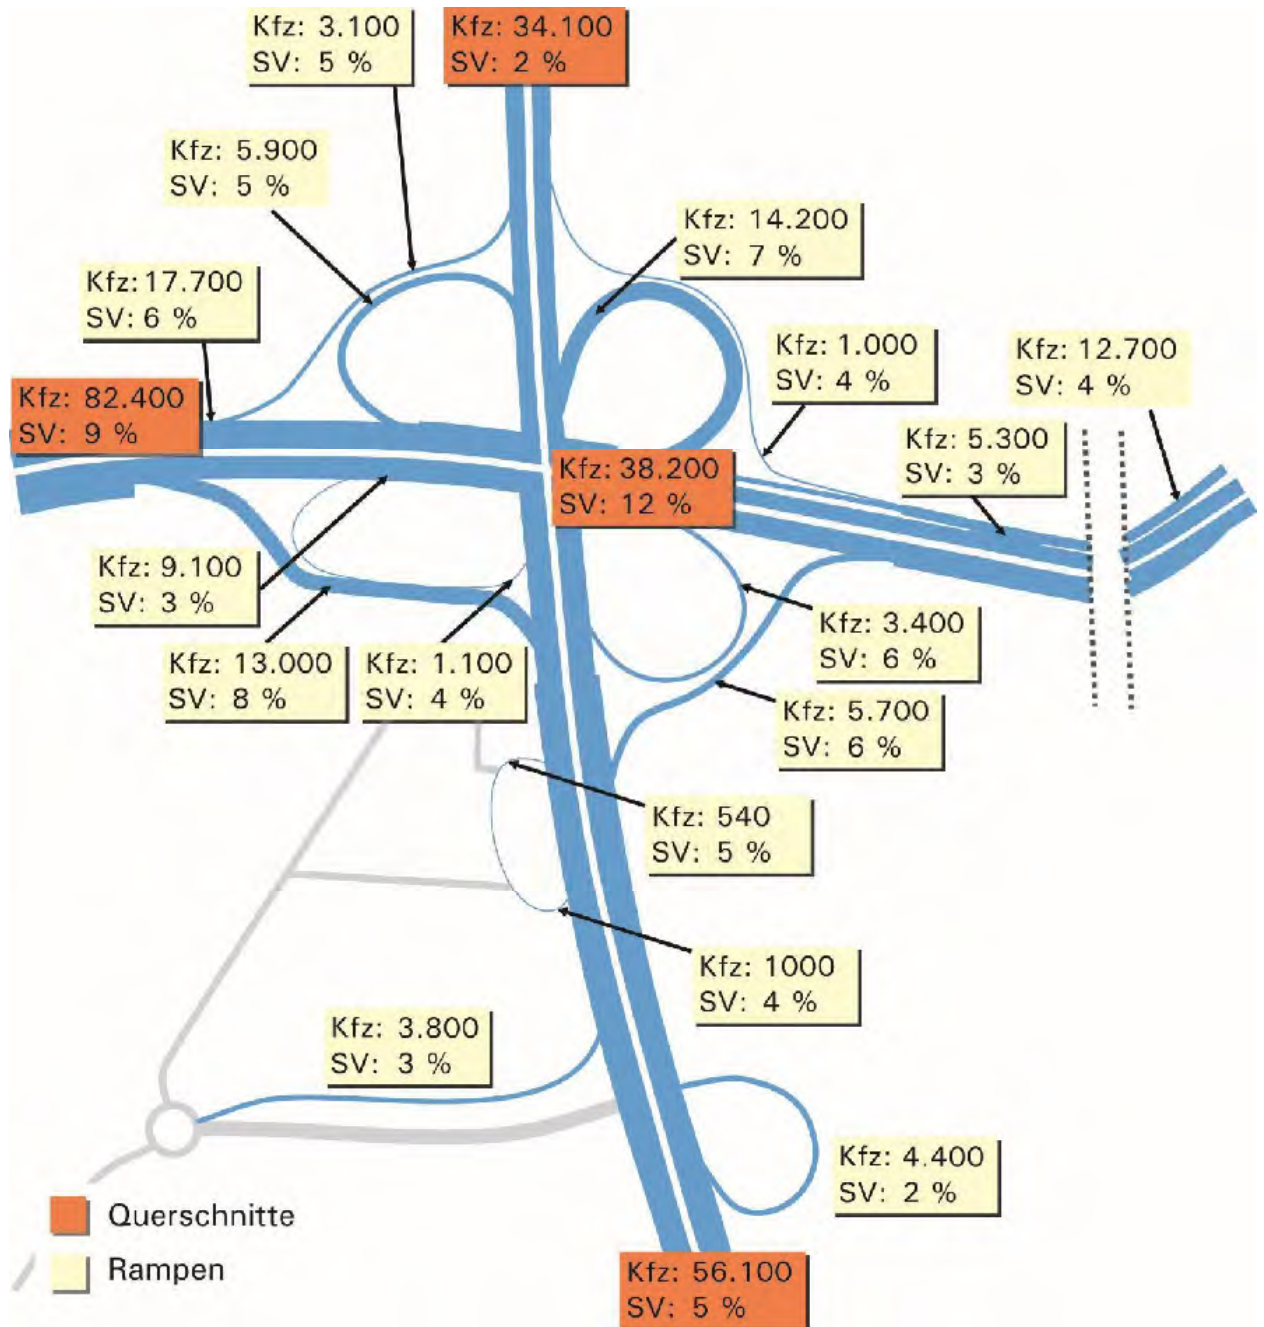 Kfz: 3.100
SV: 5 %
Kfz: 34.100
SV: 2 %
Kfz: 5.900
SV: 5 %
Kfz: 14.200
SV: 7 %
Kfz: 17.700
SV: 6 %
Kfz: 1.000
SV: 4 %
Kfz: 12.700
SV: 4 %
Kfz: 82.400
SV: 9 %
Kfz: 5.300
SV: 3 %
Kfz: 38.200
SV: 12 %
Kfz: 9.100
SV: 3 %
Kfz: 3.400
SV: 6 %
Kfz: 13.000
SV: 8 %
Kfz: 1.100
SV: 4 %
Kfz: 5.700
SV: 6 %
Kfz: 540
SV: 5 %
Kfz: 1000
SV: 4 %
Kfz: 3.800
SV: 3 %
Kfz: 4.400
SV: 2 %
Querschnitte
Rampen
Kfz: 56.100
SV: 5 %